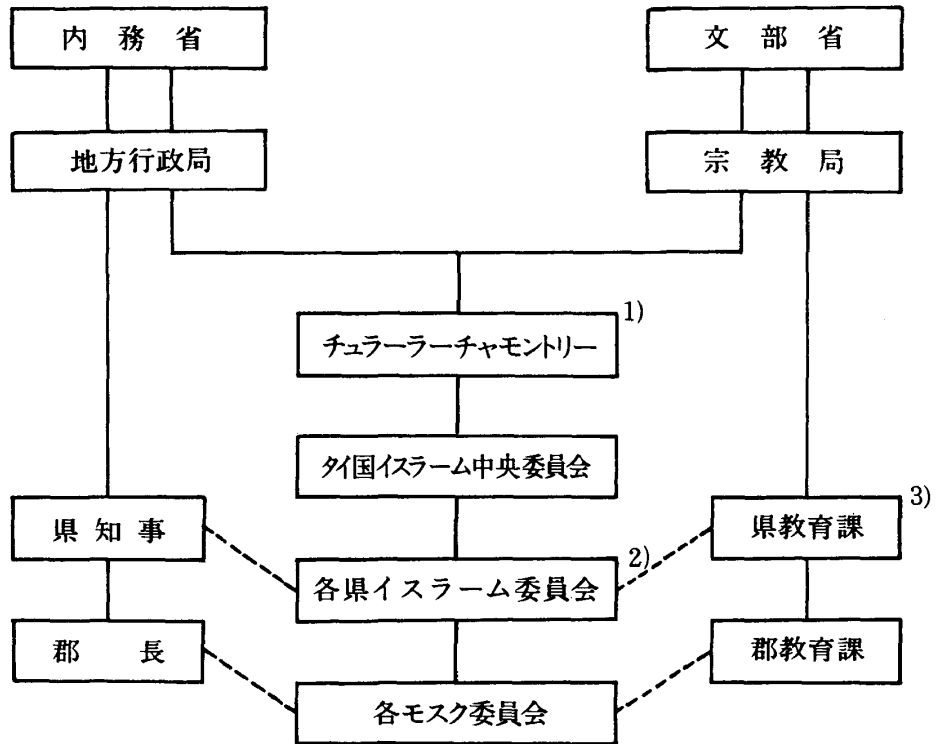 内務省
文部省
地方行政局
宗教局
チュラーラーチャモントリー 1)
タイ国イスラーム中央委員会
県知事
県教育課 3)
各県イスラーム委員会 2)
郡長
郡教育課
各モスク委員会